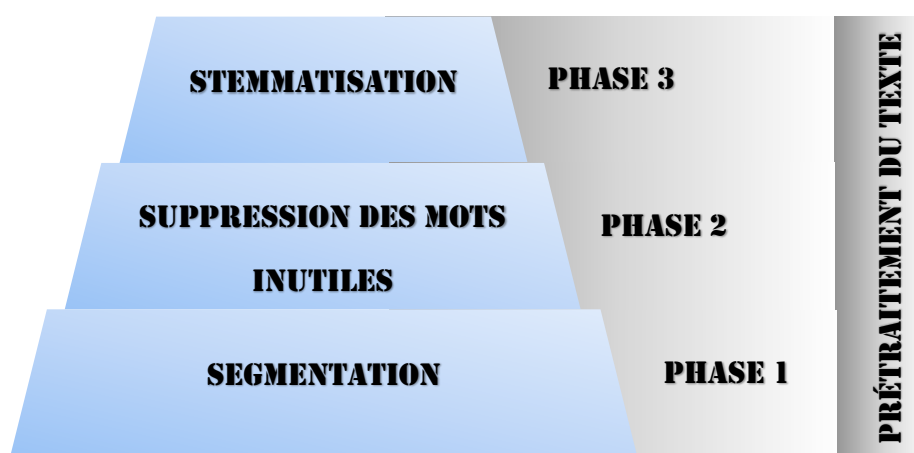 STEMMATISATION
PHASE 3
SUPPRESSION DES MOTS
INUTILES
PHASE 2
SEGMENTATION
PHASE 1
PRÉTRAITEMENT DU TEXTE